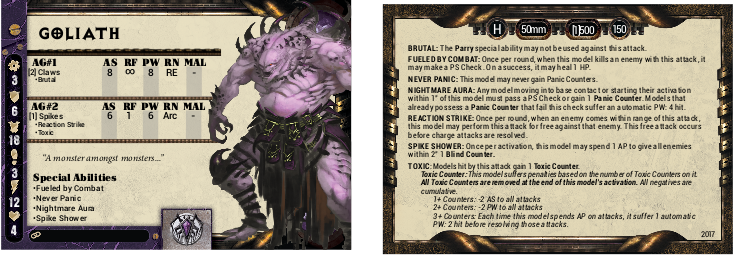 GOLIATH
AG#1 AS RF PW RN MAL
[2] Claws 8 ∞ 8 RE -
•Brutal
AG#2 AS RF PW RN MAL
[1] Spikes 6 1 6 Arc -
•Reaction Strike
•Toxic
"A monster amongst monsters..."
Special Abilities
•Fueled by Combat
•Never Panic
•Nightmare Aura
•Spike Shower
3
6
18
3
12
4
H 50mm 150
BRUTAL: The Parry special ability may not be used against this attack.
FUELED BY COMBAT: Once per round, when this model kills an enemy with this attack, it
may make a PS Check. On a success, it may heal 1 HP.
NEVER PANIC: This model may never gain Panic Counters.
NIGHTMARE AURA: Any model moving into base contact or starting their activation
within 1" of this model must pass a PS Check or gain 1 Panic Counter. Models that
already possess a Panic Counter that fail this check suffer an automatic PW: 4 hit.
REACTION STRIKE: Once per round, when an enemy comes within range of this attack,
this model may perform this attack for free against that enemy. This free attack occurs
before charge attacks are resolved.
SPIKE SHOWER: Once per activation, this model may spend 1 AP to give all enemies
within 2" 1 Blind Counter.
TOXIC: Models hit by this attack gain 1 Toxic Counter.
Toxic Counter: This model suffers penalties based on the number of Toxic Counters on it.
All Toxic Counters are removed at the end of this model's activation. All negatives are
cumulative.
1+ Counters: -2 AS to all attacks
2+ Counters: -2 PW to all attacks
3+ Counters: Each time this model spends AP on attacks, it suffer 1 automatic
PW: 2 hit before resolving those attacks.
2017